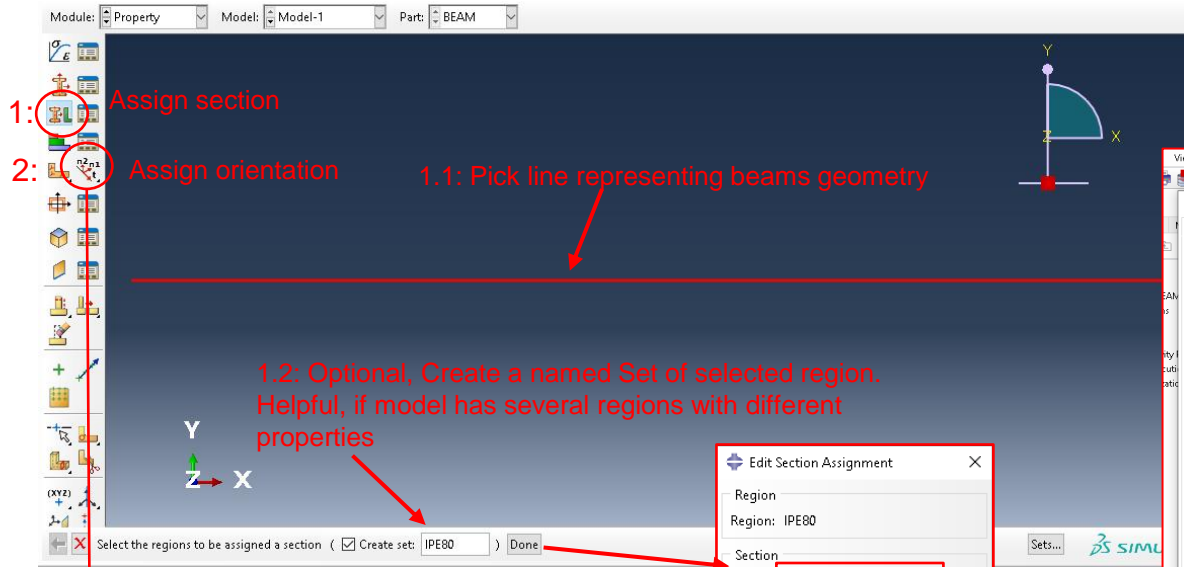 Module: Property Model: Model-1 Part: BEAM
σ ε
1: Assign section
2: n2 n1 t Assign orientation
1.1: Pick line representing beams geometry
Y
Z X
1.2: Optional, Create a named Set of selected region.
Helpful, if model has several regions with different
properties
Y
Z X
(XYZ)
Edit Section Assignment
Region
Region: IPE80
Section
Select the regions to be assigned a section ( Create set: IPE80 ) Done
Sets...